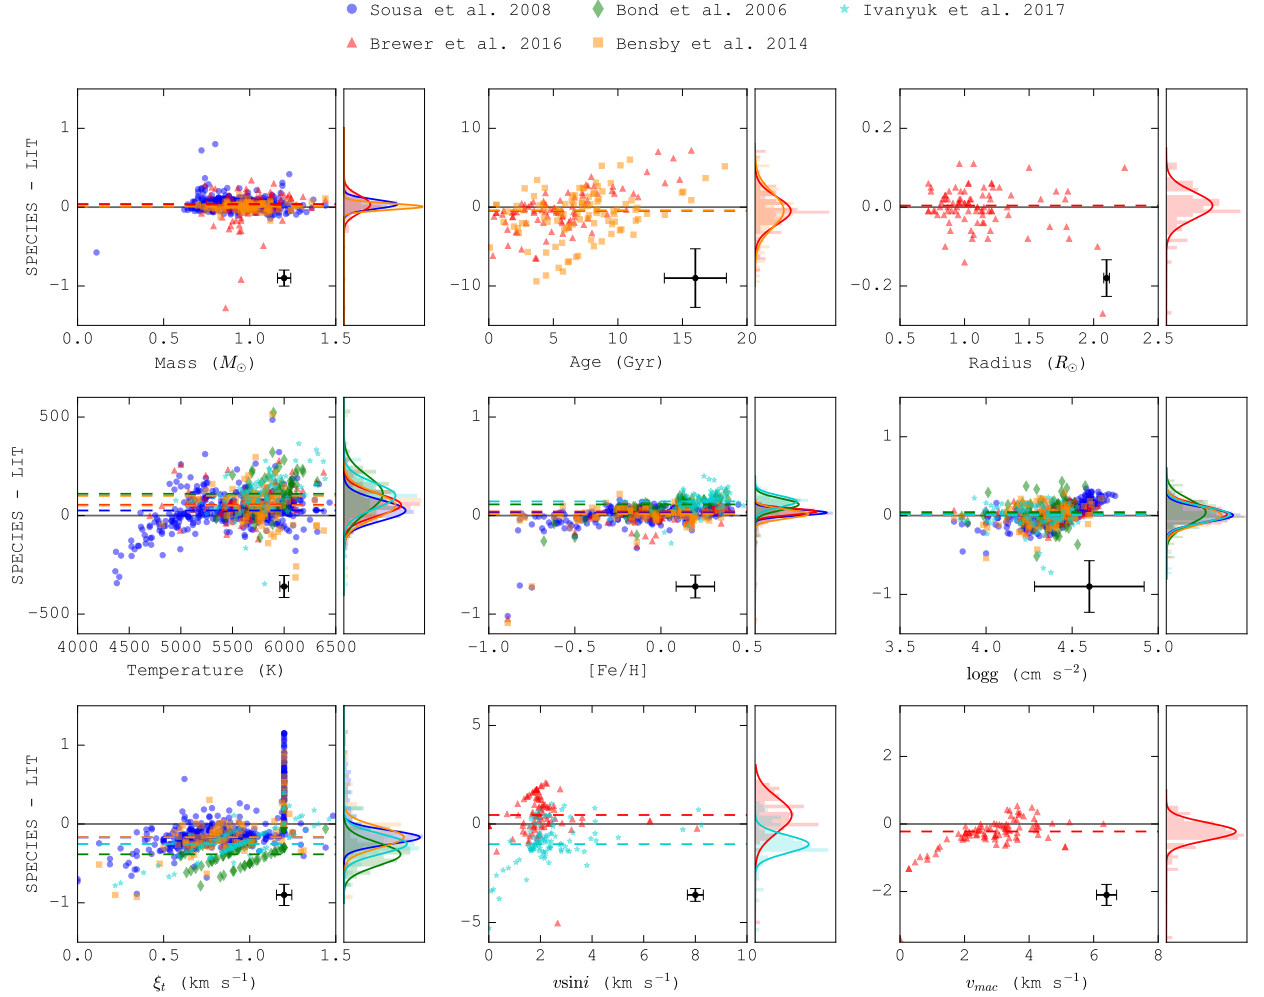 Sousa et al. 2008 Bond et al. 2006 Ivanyuk et al. 2017
Brewer et al. 2016 Bensby et al. 2014
SPECIES - LIT
1
0
−1
0.0 0.5 1.0 1.5
Mass (M⊙)
10
0
−10
0 5 10 15 20
Age (Gyr)
0.2
0.0
−0.2
0.5 1.0 1.5 2.0 2.5
Radius (R⊙)
SPECIES - LIT
500
0
−500
4000 4500 5000 5500 6000 6500
Temperature (K)
1
0
−1
−1.0 −0.5 0.0 0.5
[Fe/H]
1
0
−1
3.5 4.0 4.5 5.0
logg (cm s⁻²)
SPECIES - LIT
1
0
−1
0.0 0.5 1.0 1.5
ξt (km s⁻¹)
5
0
−5
0 2 4 6 8 10
vsini (km s⁻¹)
2
0
−2
0 2 4 6 8
vmac (km s⁻¹)